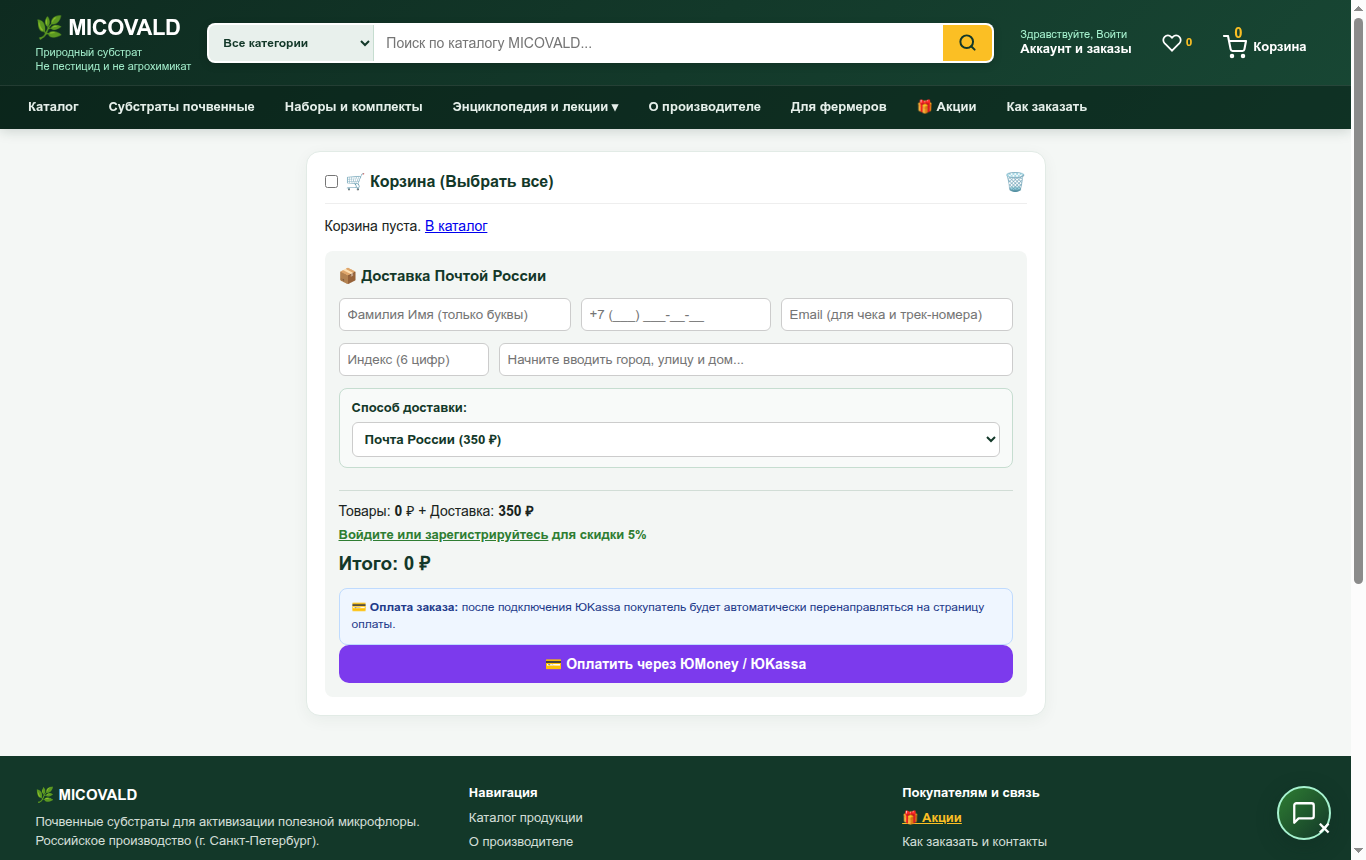 MICOVALD
Природный субстрат
Не пестицид и не агрохимикат
Все категории
Поиск по каталогу MICOVALD...
Здравствуйте, Войти
Аккаунт и заказы
0
0
Корзина
Каталог
Субстраты почвенные
Наборы и комплекты
Энциклопедия и лекции ▾
О производителе
Для фермеров
🎁 Акции
Как заказать
🛒 Корзина (Выбрать все)
Корзина пуста. В каталог
📦 Доставка Почтой России
Фамилия Имя (только буквы)
+7 (___) ___-__-__
Email (для чека и трек-номера)
Индекс (6 цифр)
Начните вводить город, улицу и дом...
Способ доставки:
Почта России (350 ₽)
Товары: 0 ₽ + Доставка: 350 ₽
Войдите или зарегистрируйтесь для скидки 5%
Итого: 0 ₽
💳 Оплата заказа: после подключения ЮKassa покупатель будет автоматически перенаправляться на страницу
оплаты.
💳 Оплатить через ЮMoney / ЮKassa
🌿 MICOVALD
Почвенные субстраты для активизации полезной микрофлоры.
Российское производство (г. Санкт-Петербург).
Навигация
Каталог продукции
О производителе
Покупателям и связь
🎁 Акции
Как заказать и контакты